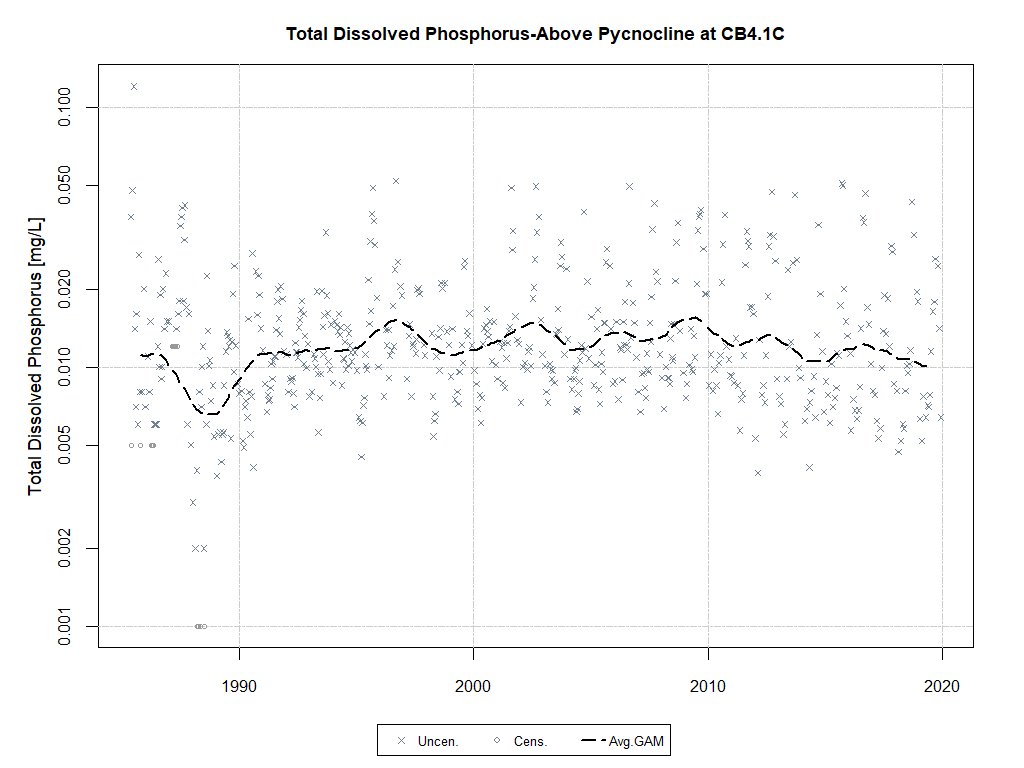 Total Dissolved Phosphorus-Above Pycnocline at CB4.1C
Total Dissolved Phosphorus [mg/L]
0.100
0.050
0.020
0.010
0.005
0.002
0.001
1990 2000 2010 2020
Uncen. Cens. Avg.GAM